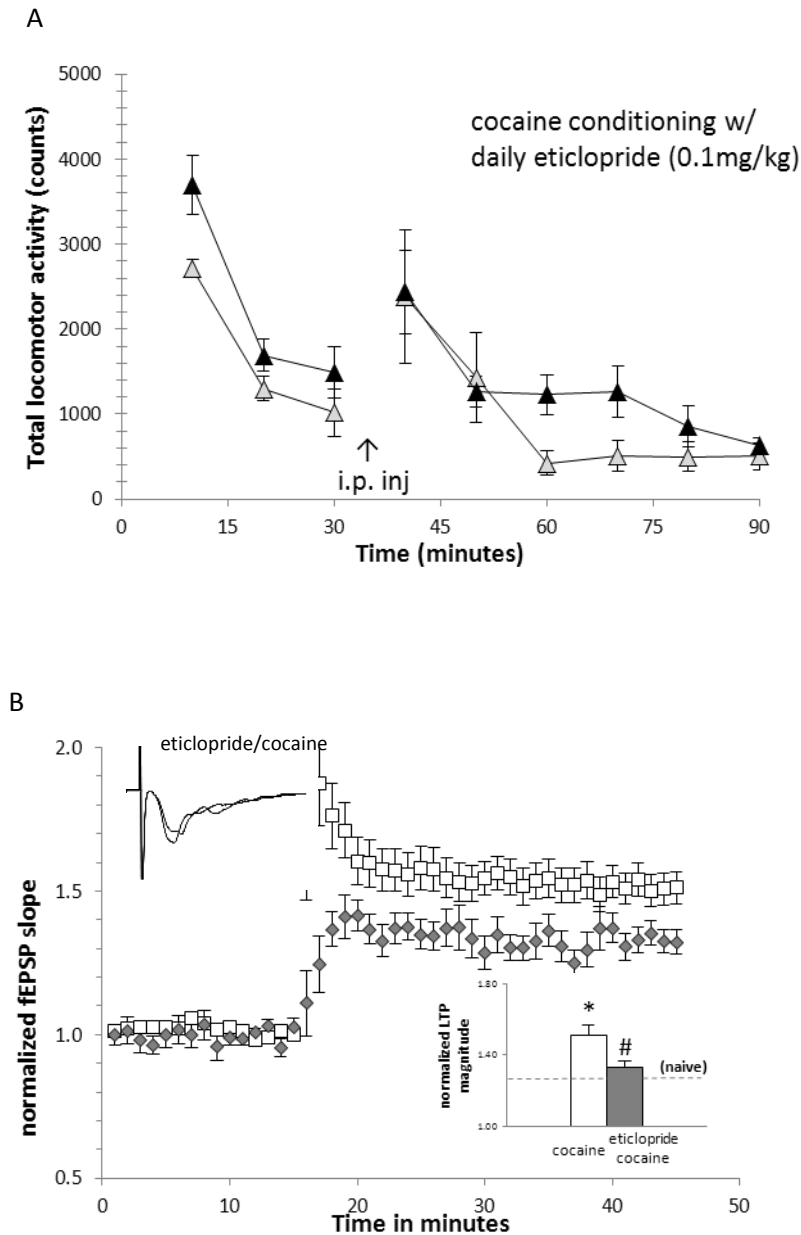 A
Total locomotor activity (counts)
5000
4000
3000
2000
1000
0
cocaine conditioning w/
daily eticlopride (0.1mg/kg)
i.p. inj
0 15 30 45 60 75 90
Time (minutes)
B
normalized fEPSP slope
2.0
1.5
1.0
0.5
eticlopride/cocaine
normalized LTP
magnitude
1.80
1.40
1.00
*
#
(naive)
cocaine
eticlopride
cocaine
0 10 20 30 40 50
Time in minutes